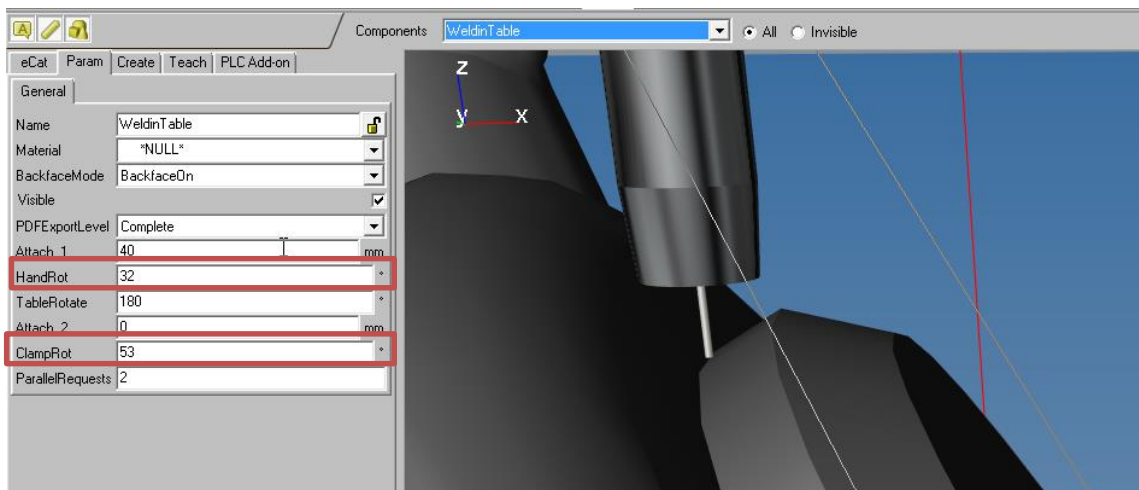 Components WeldinTable All Invisible
eCat Param Create Teach PLC Add-on
General
Name WeldinTable
Material *NULL*
BackfaceMode BackfaceOn
Visible
PDFExportLevel Complete
Attach_1 40 mm
HandRot 32 °
TableRotate 180 °
Attach_2 0 mm
ClampRot 53 °
ParallelRequests 2
z
y x